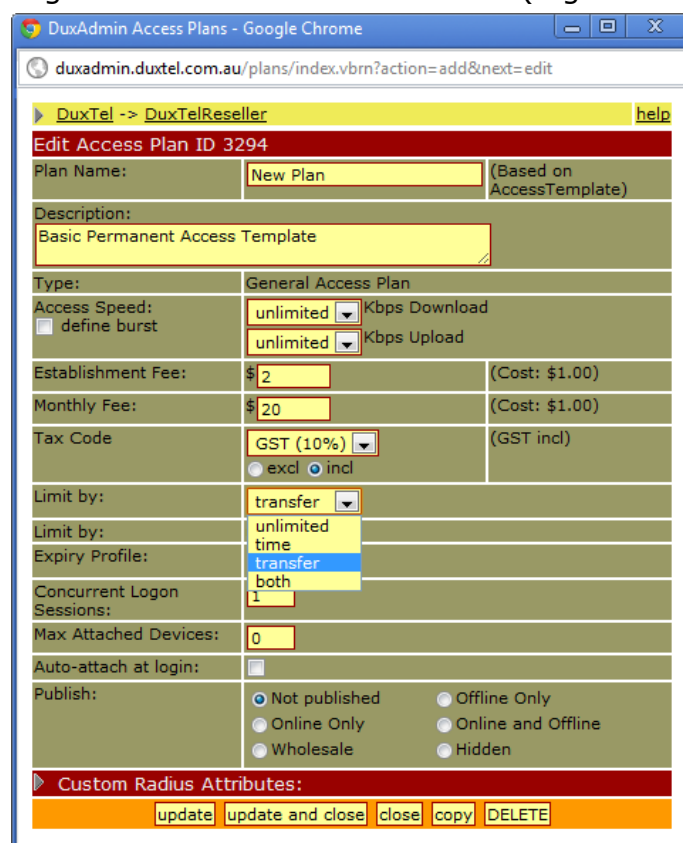 DuxAdmin Access Plans - Google Chrome
duxadmin.duxtel.com.au/plans/index.vbrn?action=add&next=edit
DuxTel -> DuxTelReseller help
Edit Access Plan ID 3294
Plan Name: New Plan (Based on
AccessTemplate)
Description:
Basic Permanent Access Template
Type: General Access Plan
Access Speed: unlimited Kbps Download
define burst
unlimited Kbps Upload
Establishment Fee: $ 2 (Cost: $1.00)
Monthly Fee: $ 20 (Cost: $1.00)
Tax Code GST (10%) (GST incl)
excl incl
Limit by: transfer
unlimited
Limit by:
time
Expiry Profile:
transfer
both
Concurrent Logon
Sessions: 1
Max Attached Devices: 0
Auto-attach at login:
Publish: Not published Offline Only
Online Only Online and Offline
Wholesale Hidden
Custom Radius Attributes:
update update and close close copy DELETE